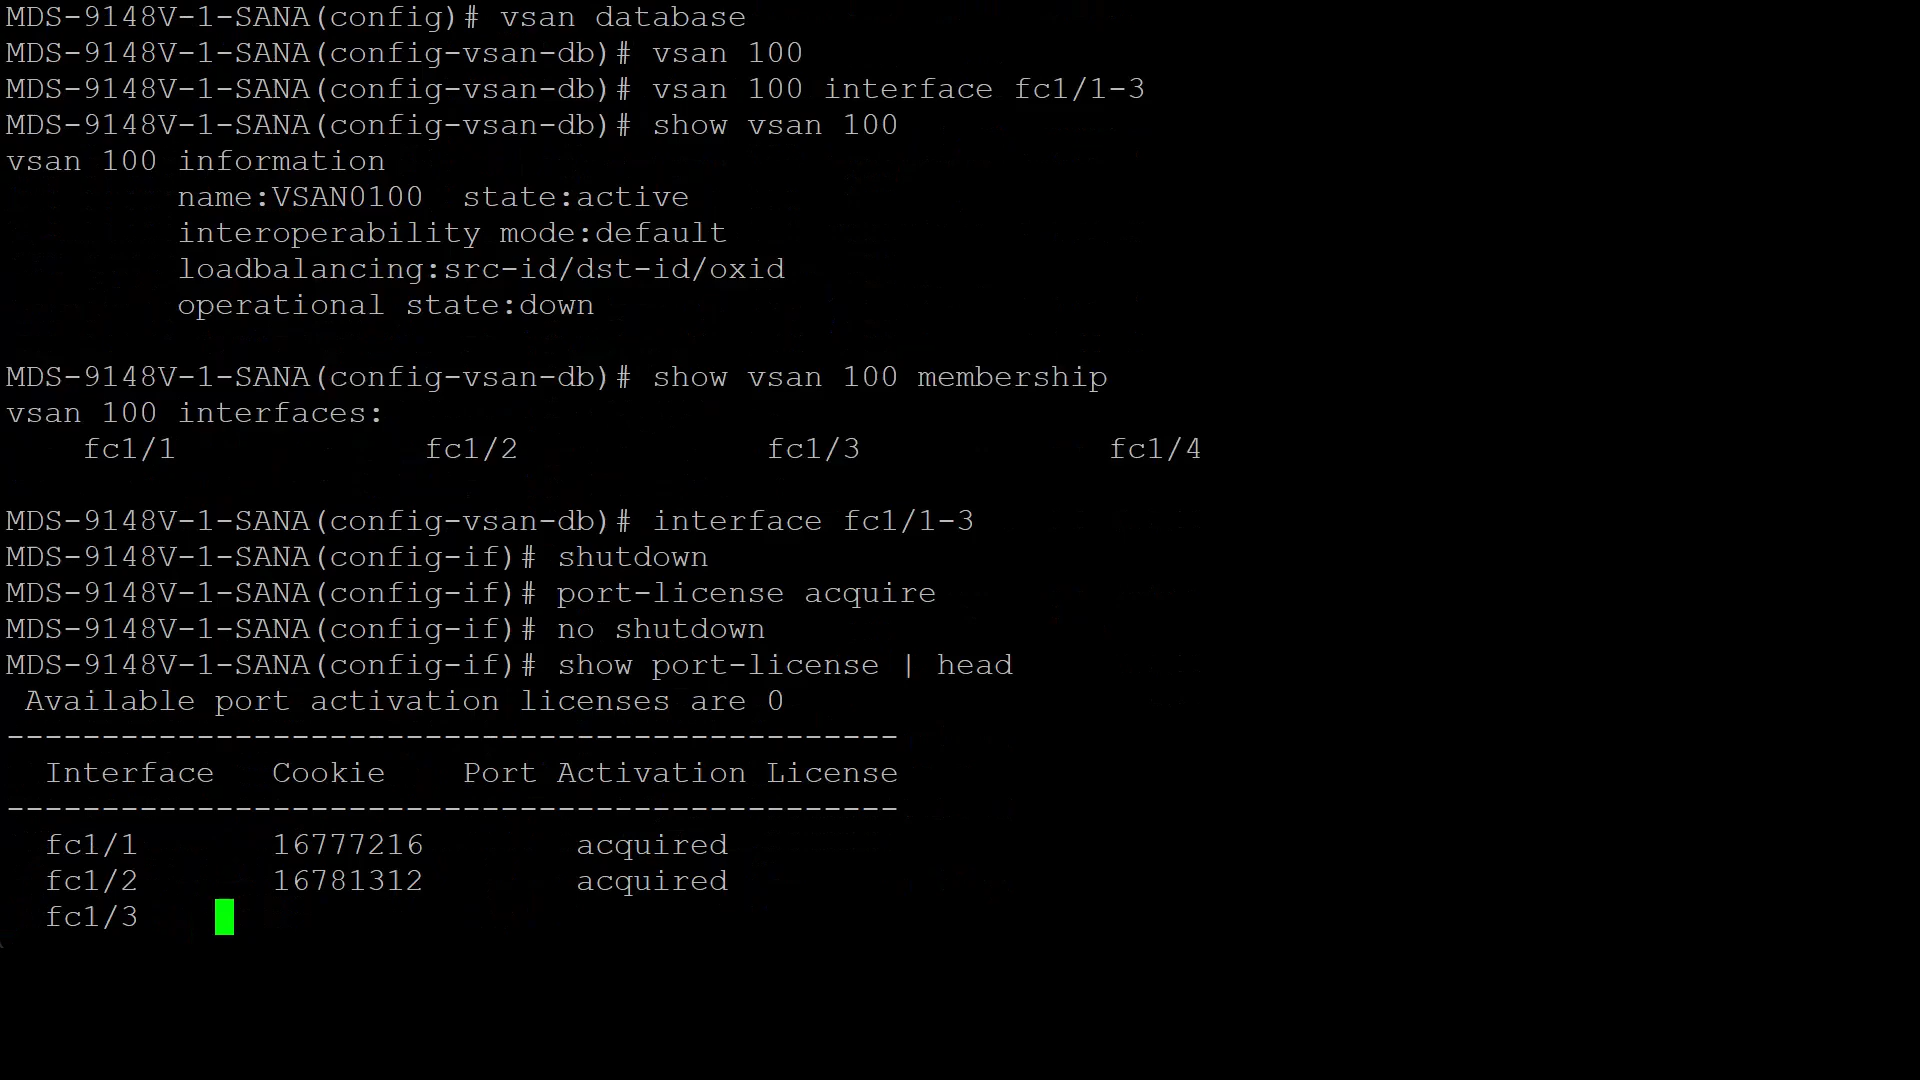 MDS-9148V-1-SANA(config)# vsan database
MDS-9148V-1-SANA(config-vsan-db)# vsan 100
MDS-9148V-1-SANA(config-vsan-db)# vsan 100 interface fc1/1-3
MDS-9148V-1-SANA(config-vsan-db)# show vsan 100
vsan 100 information
name:VSAN0100  state:active
interoperability mode:default
loadbalancing:src-id/dst-id/oxid
operational state:down
MDS-9148V-1-SANA(config-vsan-db)# show vsan 100 membership
vsan 100 interfaces:
fc1/1 fc1/2 fc1/3 fc1/4
MDS-9148V-1-SANA(config-vsan-db)# interface fc1/1-3
MDS-9148V-1-SANA(config-if)# shutdown
MDS-9148V-1-SANA(config-if)# port-license acquire
MDS-9148V-1-SANA(config-if)# no shutdown
MDS-9148V-1-SANA(config-if)# show port-license | head
Available port activation licenses are 0
-----------------------------------------------
Interface Cookie Port Activation License
-----------------------------------------------
fc1/1 16777216 acquired
fc1/2 16781312 acquired
fc1/3